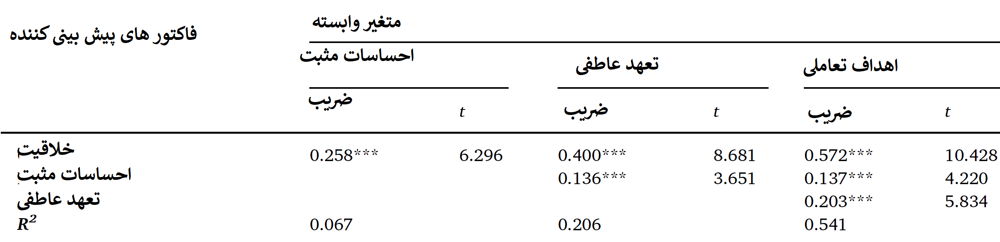 متغیر وابسته
فاکتور های پیش بینی کننده
احساسات مثبت تعهد عاطفی اهداف تعاملی
ضریب t ضریب t ضریب t
خلاقیت 0.258*** 6.296 0.400*** 8.681 0.572*** 10.428
احساسات مثبت 0.136*** 3.651 0.137*** 4.220
تعهد عاطفی 0.203*** 5.834
R² 0.067 0.206 0.541